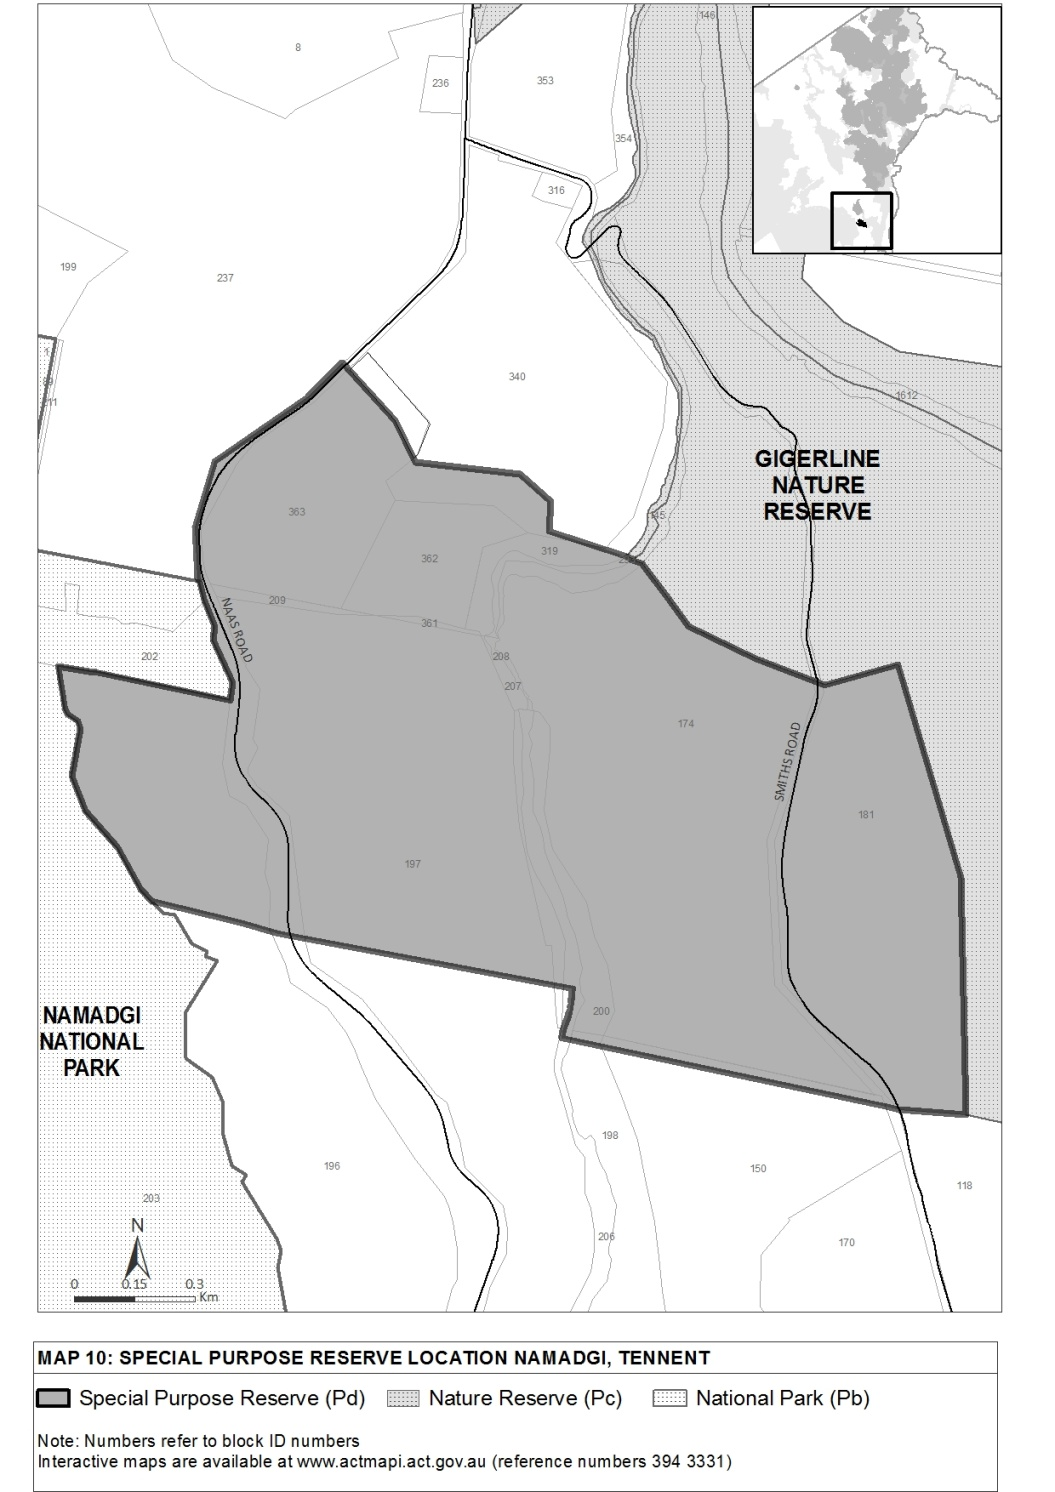 8
146
236
353
354
316
199
237
340
1
89
211
1612
GIGERLINE
NATURE
RESERVE
363
362
319
209
361
NAAS ROAD
202
208
207
174
SMITHS ROAD
181
197
200
NAMADGI
NATIONAL
PARK
198
196
150
118
203
206
170
N
0 0.15 0.3
Km
MAP 10: SPECIAL PURPOSE RESERVE LOCATION NAMADGI, TENNENT
Special Purpose Reserve (Pd) Nature Reserve (Pc) National Park (Pb)
Note: Numbers refer to block ID numbers
Interactive maps are available at www.actmapi.act.gov.au (reference numbers 394 3331)